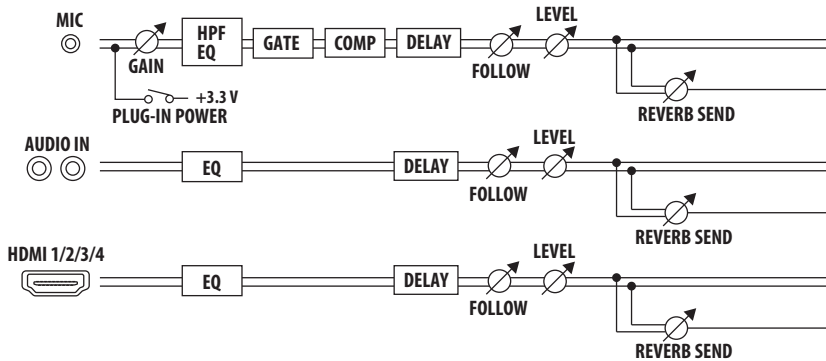 MIC
GAIN
HPF
EQ
GATE
COMP
DELAY
FOLLOW
LEVEL
REVERB SEND
+3.3 V
PLUG-IN POWER
AUDIO IN
EQ
DELAY
FOLLOW
LEVEL
REVERB SEND
HDMI 1/2/3/4
EQ
DELAY
FOLLOW
LEVEL
REVERB SEND